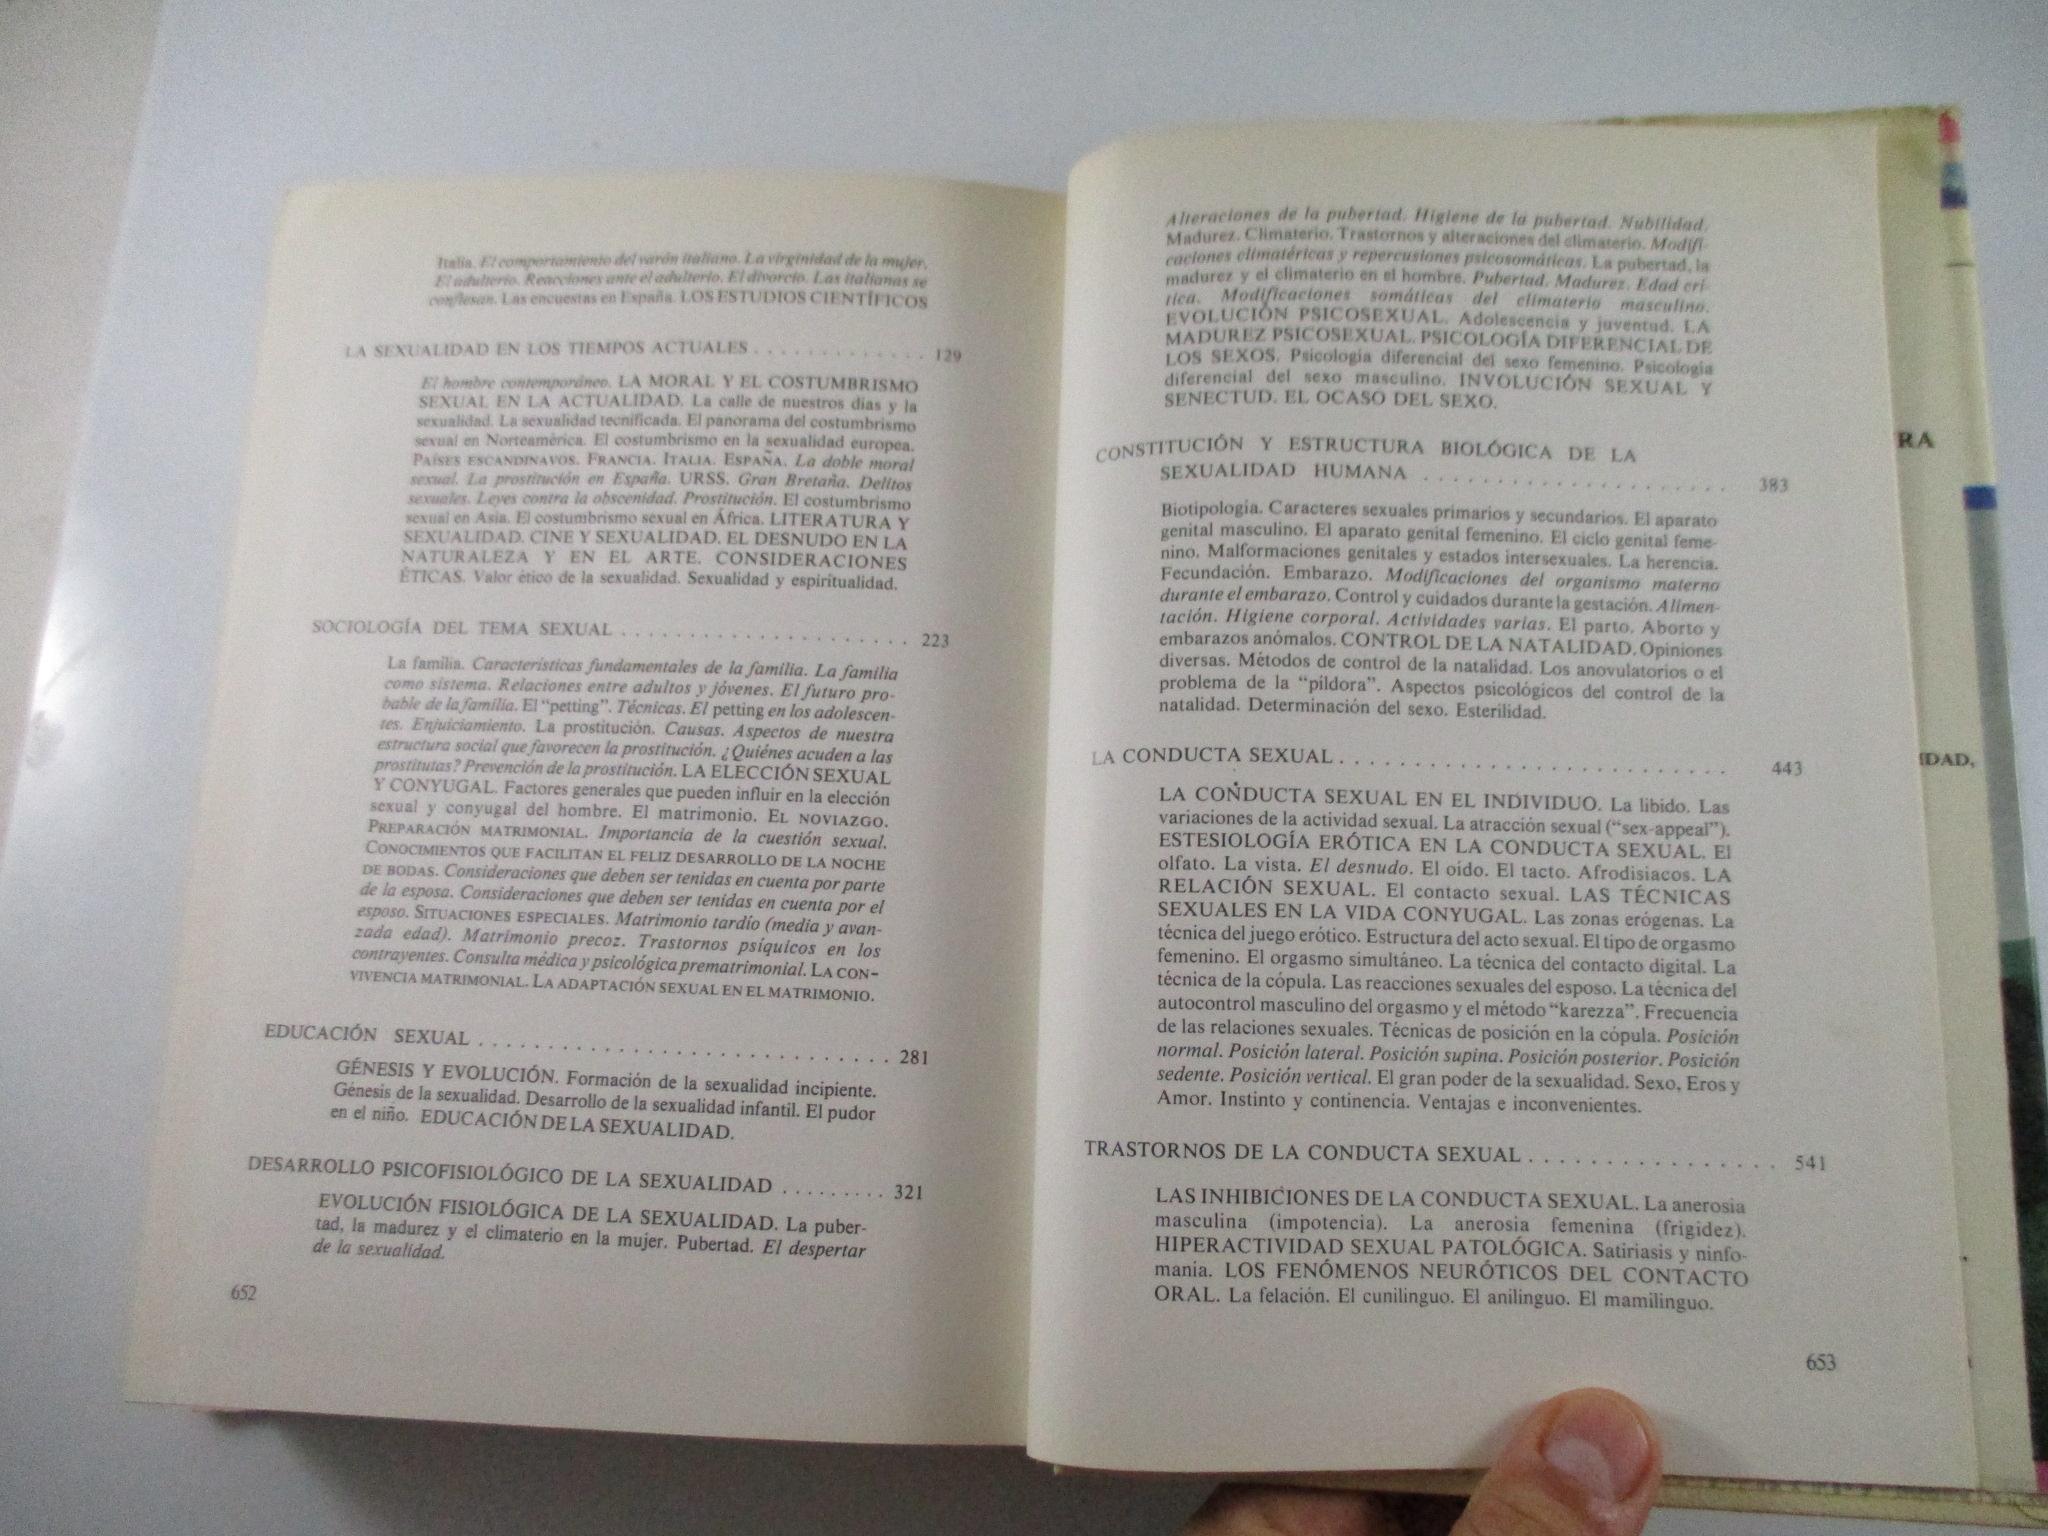 Italia. El comportamiento del varón italiano. La virginidad de la mujer.
El adulterio. Reacciones ante el adulterio. El divorcio. Las italianas se
confiesan. Las encuestas en España. LOS ESTUDIOS CIENTÍFICOS
LA SEXUALIDAD EN LOS TIEMPOS ACTUALES . . . . . . . . . . . . . 129
El hombre contemporáneo. LA MORAL Y EL COSTUMBRISMO
SEXUAL EN LA ACTUALIDAD. La calle de nuestros días y la
sexualidad. La sexualidad tecnificada. El panorama del costumbrismo
sexual en Norteamérica. El costumbrismo en la sexualidad europea.
PAÍSES ESCANDINAVOS. FRANCIA. ITALIA. ESPAÑA. La doble moral
sexual. La prostitución en España. URSS. Gran Bretaña. Delitos
sexuales. Leyes contra la obscenidad. Prostitución. El costumbrismo
sexual en Asia. El costumbrismo sexual en África. LITERATURA Y
SEXUALIDAD. CINE Y SEXUALIDAD. EL DESNUDO EN LA
NATURALEZA Y EN EL ARTE. CONSIDERACIONES
ÉTICAS. Valor ético de la sexualidad. Sexualidad y espiritualidad.
SOCIOLOGÍA DEL TEMA SEXUAL . . . . . . . . . . . . . . . . . . . . . 223
La familia. Características fundamentales de la familia. La familia
como sistema. Relaciones entre adultos y jóvenes. El futuro pro-
bable de la familia. El “petting”. Técnicas. El petting en los adolescen-
tes. Enjuiciamiento. La prostitución. Causas. Aspectos de nuestra
estructura social que favorecen la prostitución. ¿Quiénes acuden a las
prostitutas? Prevención de la prostitución. LA ELECCIÓN SEXUAL
Y CONYUGAL. Factores generales que pueden influir en la elección
sexual y conyugal del hombre. El matrimonio. EL NOVIAZGO.
PREPARACIÓN MATRIMONIAL. Importancia de la cuestión sexual.
CONOCIMIENTOS QUE FACILITAN EL FELIZ DESARROLLO DE LA NOCHE
DE BODAS. Consideraciones que deben ser tenidas en cuenta por parte
de la esposa. Consideraciones que deben ser tenidas en cuenta por el
esposo. SITUACIONES ESPECIALES. Matrimonio tardío (media y avan-
zada edad). Matrimonio precoz. Trastornos psíquicos en los
contrayentes. Consulta médica y psicológica prematrimonial. LA CON-
VIVENCIA MATRIMONIAL. LA ADAPTACIÓN SEXUAL EN EL MATRIMONIO.
EDUCACIÓN SEXUAL . . . . . . . . . . . . . . . . . . . . . . . . . . . . . . 281
GÉNESIS Y EVOLUCIÓN. Formación de la sexualidad incipiente.
Génesis de la sexualidad. Desarrollo de la sexualidad infantil. El pudor
en el niño. EDUCACIÓN DE LA SEXUALIDAD.
DESARROLLO PSICOFISIOLÓGICO DE LA SEXUALIDAD . . . . . . . . . 321
EVOLUCIÓN FISIOLÓGICA DE LA SEXUALIDAD. La puber-
tad, la madurez y el climaterio en la mujer. Pubertad. El despertar
de la sexualidad.
652
Alteraciones de la pubertad. Higiene de la pubertad. Nubilidad.
Madurez. Climaterio. Trastornos y alteraciones del climaterio. Modifi-
caciones climatéricas y repercusiones psicosomáticas. La pubertad, la
madurez y el climaterio en el hombre. Pubertad. Madurez. Edad crí-
tica. Modificaciones somáticas del climaterio masculino.
EVOLUCIÓN PSICOSEXUAL. Adolescencia y juventud. LA
MADUREZ PSICOSEXUAL. PSICOLOGÍA DIFERENCIAL DE
LOS SEXOS. Psicología diferencial del sexo femenino. Psicología
diferencial del sexo masculino. INVOLUCIÓN SEXUAL Y
SENECTUD. EL OCASO DEL SEXO.
CONSTITUCIÓN Y ESTRUCTURA BIOLÓGICA DE LA
SEXUALIDAD HUMANA . . . . . . . . . . . . . . . . . . . . . 383
Biotipología. Caracteres sexuales primarios y secundarios. El aparato
genital masculino. El aparato genital femenino. El ciclo genital feme-
nino. Malformaciones genitales y estados intersexuales. La herencia.
Fecundación. Embarazo. Modificaciones del organismo materno
durante el embarazo. Control y cuidados durante la gestación. Alimen-
tación. Higiene corporal. Actividades varias. El parto. Aborto y
embarazos anómalos. CONTROL DE LA NATALIDAD. Opiniones
diversas. Métodos de control de la natalidad. Los anovulatorios o el
problema de la “píldora”. Aspectos psicológicos del control de la
natalidad. Determinación del sexo. Esterilidad.
LA CONDUCTA SEXUAL . . . . . . . . . . . . . . . . . . . . . . . . . . . 443
LA CONDUCTA SEXUAL EN EL INDIVIDUO. La libido. Las
variaciones de la actividad sexual. La atracción sexual (“sex-appeal”).
ESTESIOLOGÍA ERÓTICA EN LA CONDUCTA SEXUAL. El
olfato. La vista. El desnudo. El oído. El tacto. Afrodisiacos. LA
RELACIÓN SEXUAL. El contacto sexual. LAS TÉCNICAS
SEXUALES EN LA VIDA CONYUGAL. Las zonas erógenas. La
técnica del juego erótico. Estructura del acto sexual. El tipo de orgasmo
femenino. El orgasmo simultáneo. La técnica del contacto digital. La
técnica de la cópula. Las reacciones sexuales del esposo. La técnica del
autocontrol masculino del orgasmo y el método “karezza”. Frecuencia
de las relaciones sexuales. Técnicas de posición en la cópula. Posición
normal. Posición lateral. Posición supina. Posición posterior. Posición
sedente. Posición vertical. El gran poder de la sexualidad. Sexo, Eros y
Amor. Instinto y continencia. Ventajas e inconvenientes.
TRASTORNOS DE LA CONDUCTA SEXUAL . . . . . . . . . . . . . . . . 541
LAS INHIBICIONES DE LA CONDUCTA SEXUAL. La anerosia
masculina (impotencia). La anerosia femenina (frigidez).
HIPERACTIVIDAD SEXUAL PATOLÓGICA. Satiriasis y ninfo-
mania. LOS FENÓMENOS NEURÓTICOS DEL CONTACTO
ORAL. La felación. El cunilinguo. El anilinguo. El mamilinguo.
653
RA
IDAD,